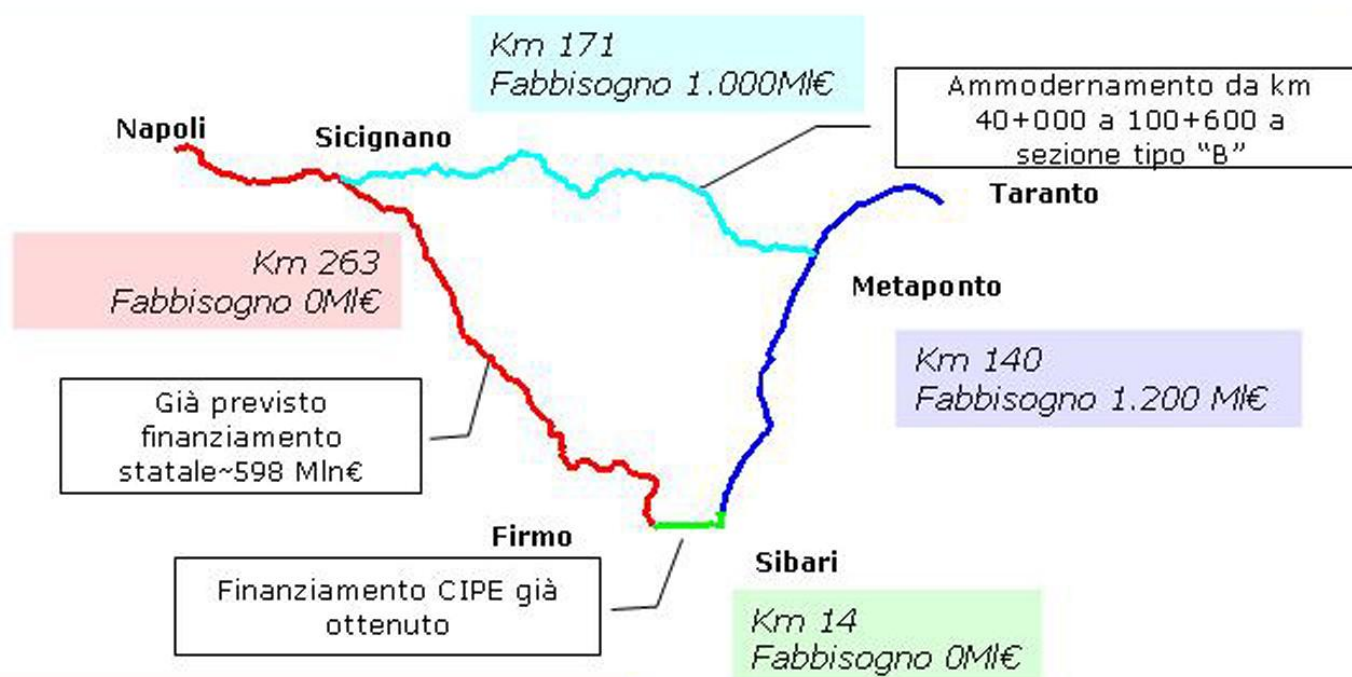 Km 171
Fabbisogno 1.000Ml€
Ammodernamento da km
40+000 a 100+600 a
sezione tipo “B”
Napoli
Sicignano
Taranto
Km 263
Fabbisogno 0Ml€
Metaponto
Km 140
Fabbisogno 1.200 Ml€
Già previsto
finanziamento
statale~598 Mln€
Firmo
Sibari
Finanziamento CIPE già
ottenuto
Km 14
Fabbisogno 0Ml€